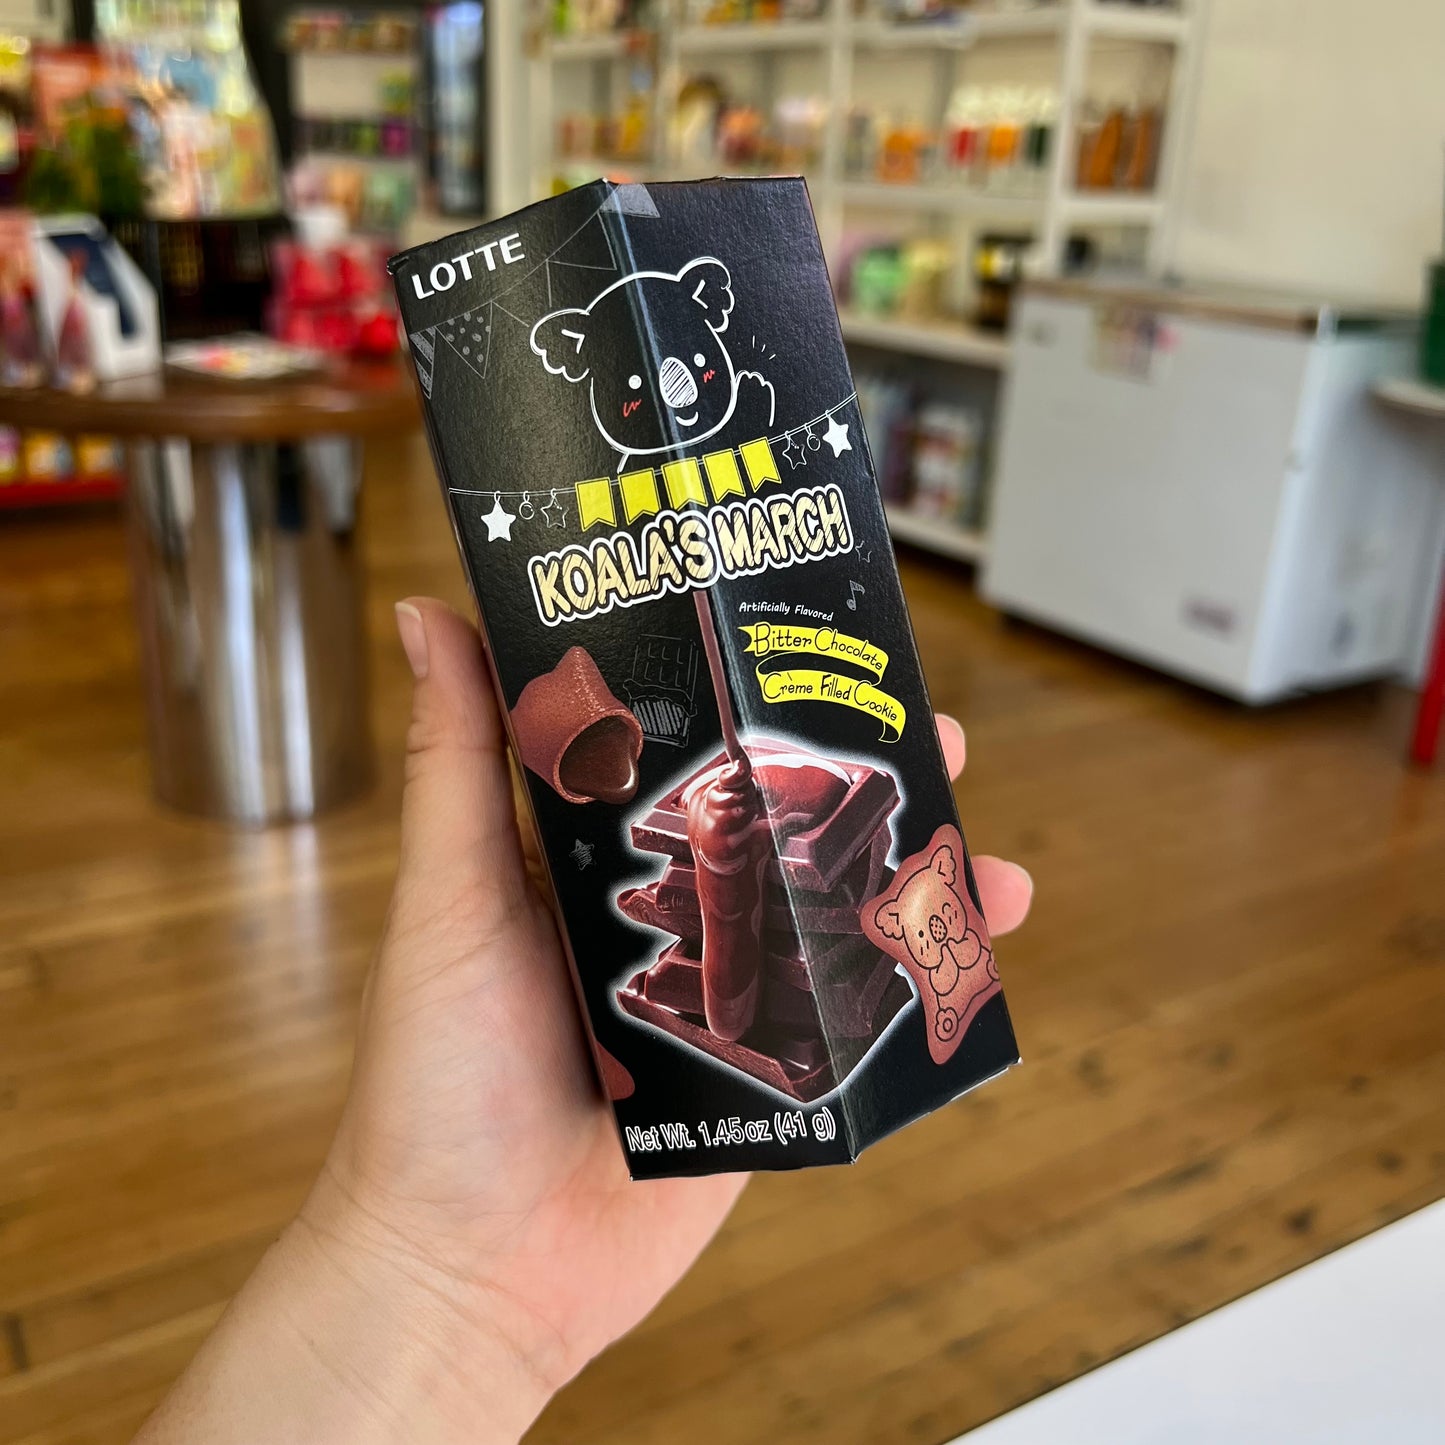 LOTTE
KOALA'S MARCH
Artificially Flavored
Bitter Chocolate
Crème Filled Cookie
Net Wt. 1.45 oz (41 g)